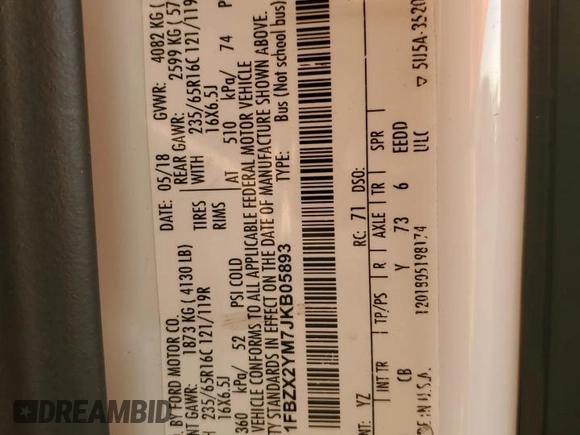 . BY FORD MOTOR CO.
DATE: 05/18
GVWR: 4082 KG (
GAWR: 1873 KG ( 4130 LB)
REAR GAWR: 2599 KG ( 57
235/65R16C 121/119R
TIRES
WITH 235/65R16C 121/119
16X6.5J
RIMS
16X6.5J
360 kPa/ 52 PSI COLD
AT 510 kPa/ 74 P
VEHICLE CONFORMS TO ALL APPLICABLE FEDERAL MOTOR VEHICLE
TY STANDARDS IN EFFECT ON THE DATE OF MANUFACTURE SHOWN ABOVE.
1FBZX2YM7JKB05893
TYPE: Bus (Not school bus)
YZ
RC: 71 DSO:
INT TR TP/PS R AXLE TR SPR
CB Y 73 6 EEDD
1201805198174 ULC
U.S.A.
▽ 5U5A-3520
DREAMBID